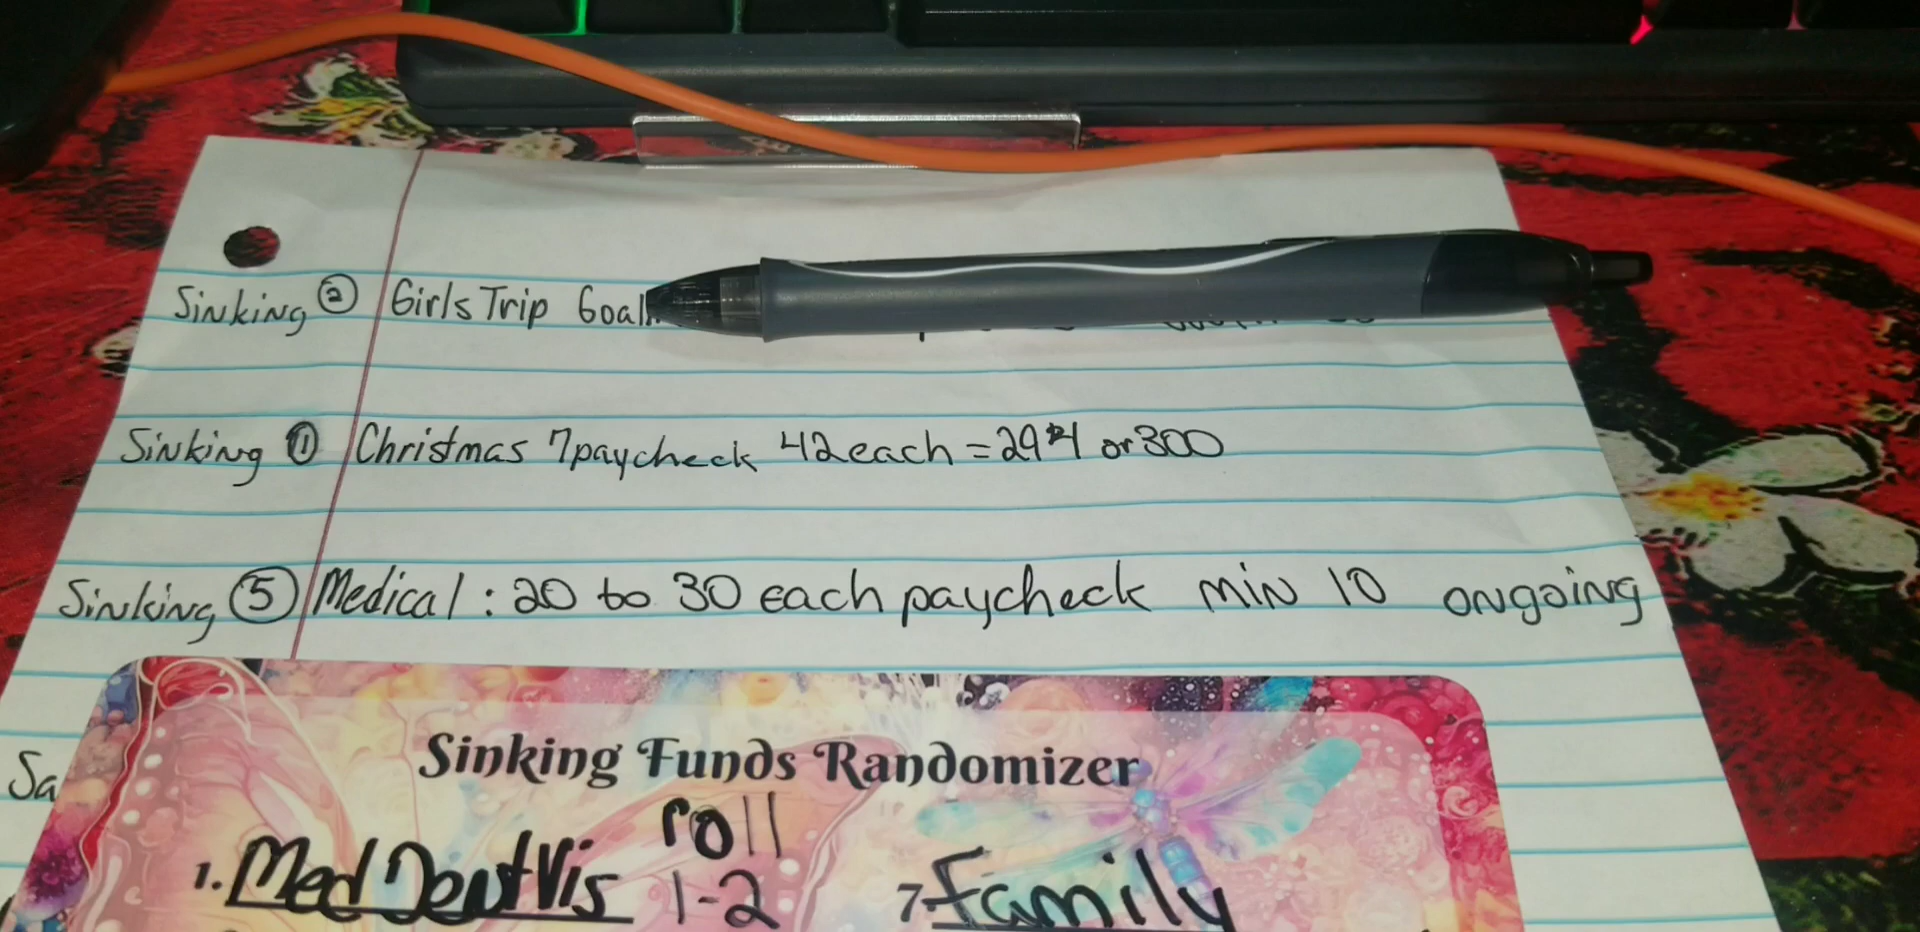 Sinking ② Girls Trip Goal
Sinking ① Christmas 7paycheck 42each = 294 or 300
Sinking ⑤ Medical : 20 to 30 each paycheck min 10 ongoing
Sa
Sinking Funds Randomizer
1. Med Dent Vis roll 1-2
7. Family